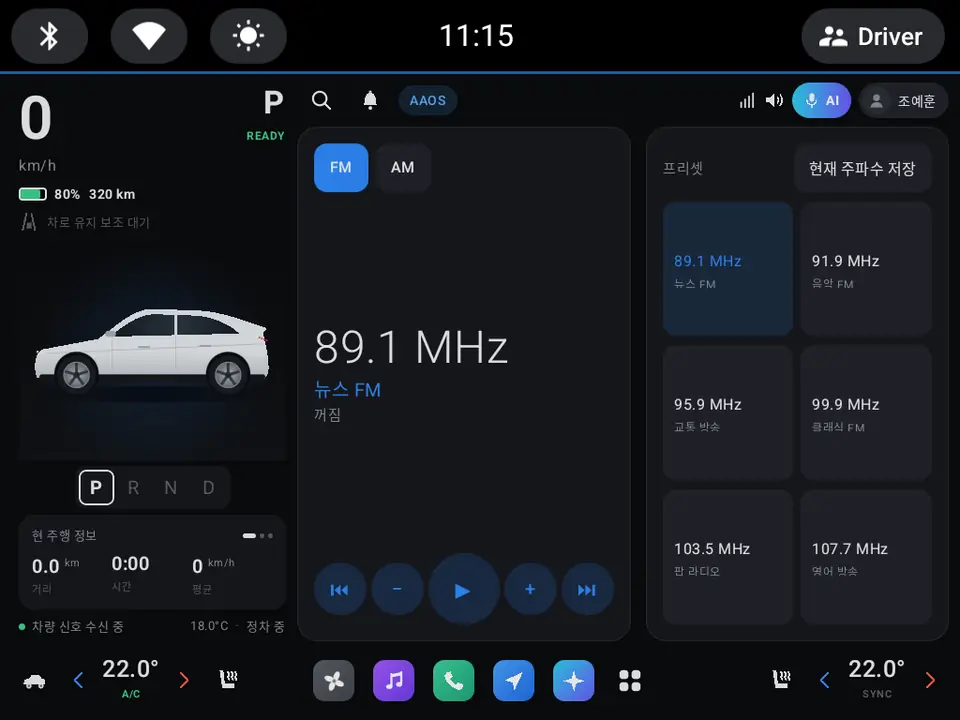 11:15
Driver
0
P
READY
km/h
80% 320 km
차로 유지 보조 대기
P R N D
현 주행 정보
0.0 km
거리
0:00
시간
0 km/h
평균
차량 신호 수신 중
18.0°C · 정차 중
AAOS
AI
조예훈
FM
AM
89.1 MHz
뉴스 FM
꺼짐
프리셋
현재 주파수 저장
89.1 MHz
뉴스 FM
91.9 MHz
음악 FM
95.9 MHz
교통 방송
99.9 MHz
클래식 FM
103.5 MHz
팝 라디오
107.7 MHz
영어 방송
22.0°
A/C
22.0°
SYNC